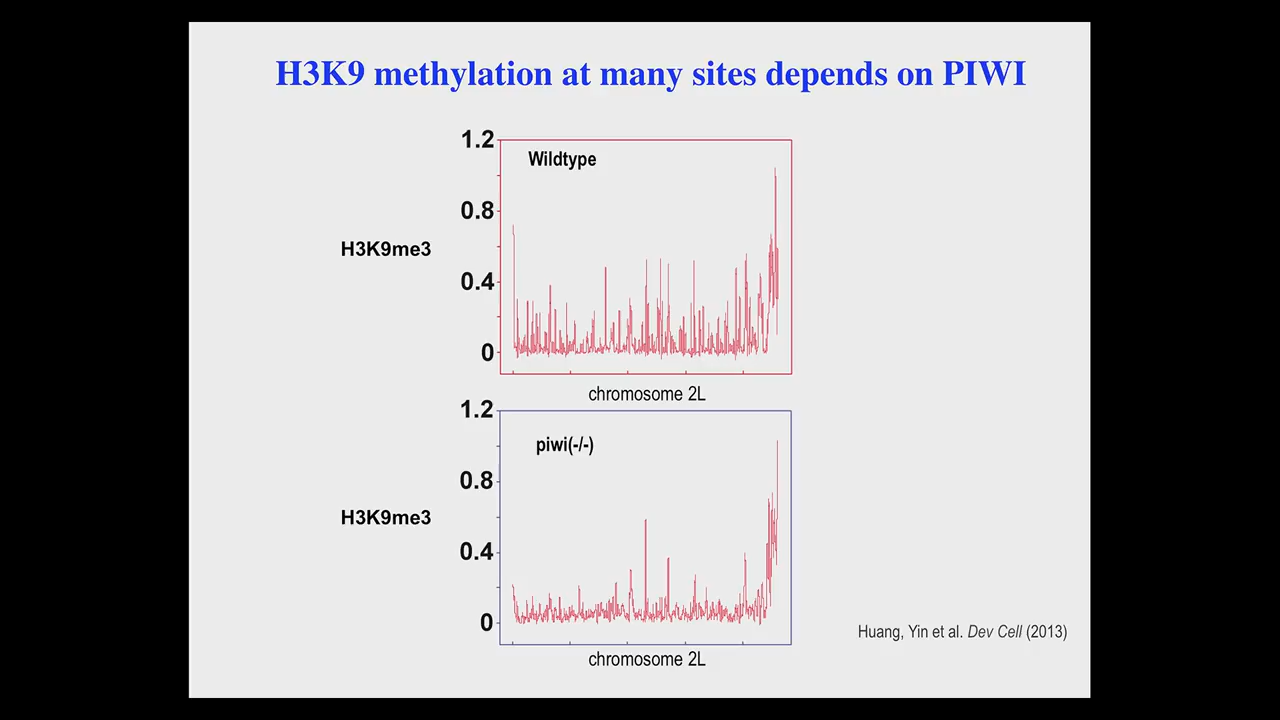 H3K9 methylation at many sites depends on PIWI
1.2
Wildtype
0.8
H3K9me3
0.4
0
chromosome 2L
1.2
piwi(-/-)
0.8
H3K9me3
0.4
0
chromosome 2L
Huang, Yin et al. Dev Cell (2013)